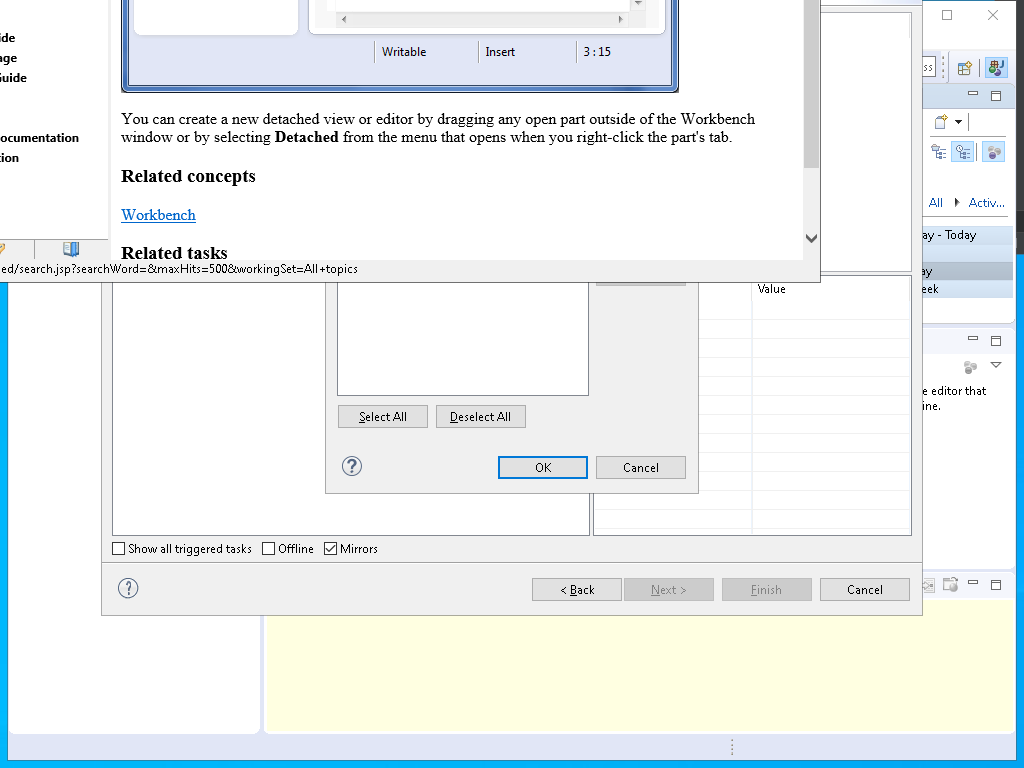 ide
age
Guide
ocumentation
tion
Writable
Insert
3 : 15
You can create a new detached view or editor by dragging any open part outside of the Workbench
window or by selecting Detached from the menu that opens when you right-click the part's tab.
Related concepts
Workbench
Related tasks
ed/search.jsp?searchWord=&maxHits=500&workingSet=All+topics
ss
All
Activ...
ay - Today
ay
eek
Value
e editor that
ine.
Select All
Deselect All
OK
Cancel
Show all triggered tasks
Offline
Mirrors
< Back
Next >
Finish
Cancel